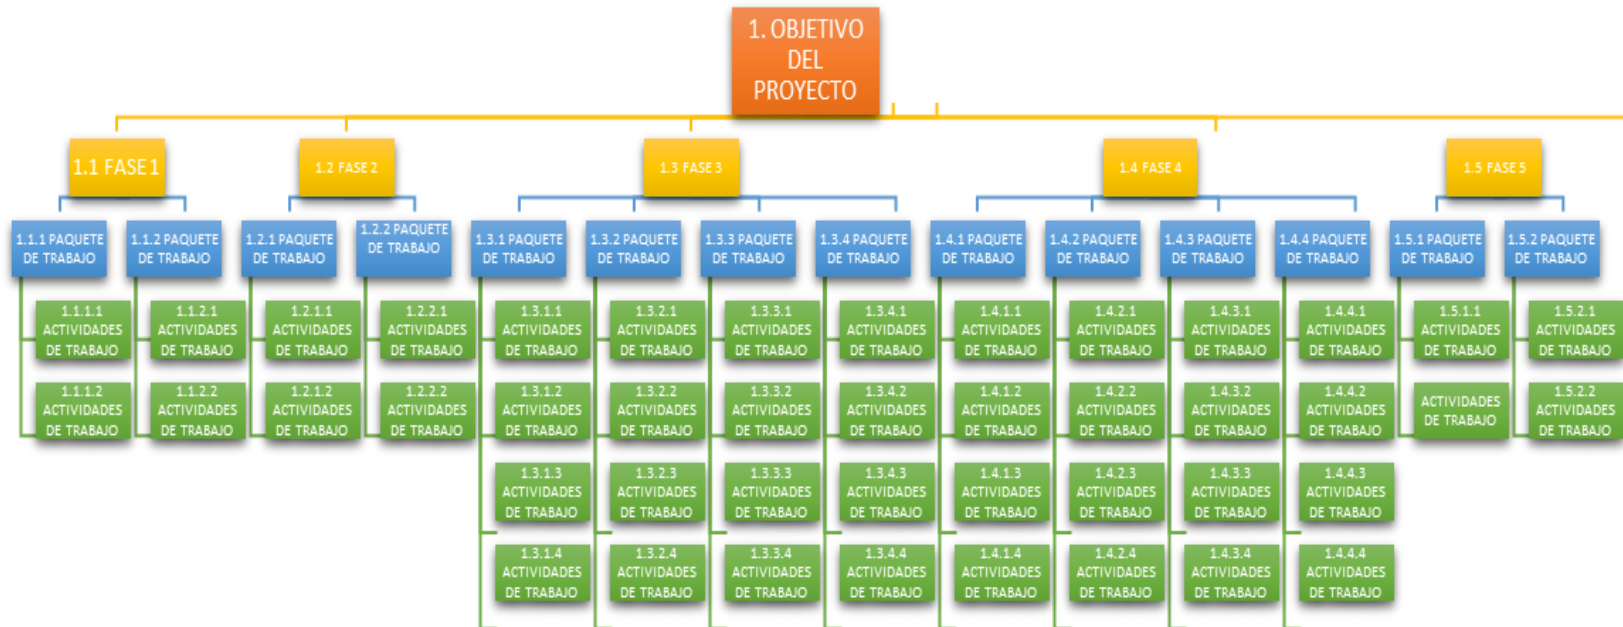 1. OBJETIVO
DEL
PROYECTO
1.1 FASE 1
1.2 FASE 2
1.3 FASE 3
1.4 FASE 4
1.5 FASE 5
1.1.1 PAQUETE
DE TRABAJO
1.1.2 PAQUETE
DE TRABAJO
1.2.1 PAQUETE
DE TRABAJO
1.2.2 PAQUETE
DE TRABAJO
1.3.1 PAQUETE
DE TRABAJO
1.3.2 PAQUETE
DE TRABAJO
1.3.3 PAQUETE
DE TRABAJO
1.3.4 PAQUETE
DE TRABAJO
1.4.1 PAQUETE
DE TRABAJO
1.4.2 PAQUETE
DE TRABAJO
1.4.3 PAQUETE
DE TRABAJO
1.4.4 PAQUETE
DE TRABAJO
1.5.1 PAQUETE
DE TRABAJO
1.5.2 PAQUETE
DE TRABAJO
1.1.1.1
ACTIVIDADES
DE TRABAJO
1.1.2.1
ACTIVIDADES
DE TRABAJO
1.2.1.1
ACTIVIDADES
DE TRABAJO
1.2.2.1
ACTIVIDADES
DE TRABAJO
1.3.1.1
ACTIVIDADES
DE TRABAJO
1.3.2.1
ACTIVIDADES
DE TRABAJO
1.3.3.1
ACTIVIDADES
DE TRABAJO
1.3.4.1
ACTIVIDADES
DE TRABAJO
1.4.1.1
ACTIVIDADES
DE TRABAJO
1.4.2.1
ACTIVIDADES
DE TRABAJO
1.4.3.1
ACTIVIDADES
DE TRABAJO
1.4.4.1
ACTIVIDADES
DE TRABAJO
1.5.1.1
ACTIVIDADES
DE TRABAJO
1.5.2.1
ACTIVIDADES
DE TRABAJO
1.1.1.2
ACTIVIDADES
DE TRABAJO
1.1.2.2
ACTIVIDADES
DE TRABAJO
1.2.1.2
ACTIVIDADES
DE TRABAJO
1.2.2.2
ACTIVIDADES
DE TRABAJO
1.3.1.2
ACTIVIDADES
DE TRABAJO
1.3.2.2
ACTIVIDADES
DE TRABAJO
1.3.3.2
ACTIVIDADES
DE TRABAJO
1.3.4.2
ACTIVIDADES
DE TRABAJO
1.4.1.2
ACTIVIDADES
DE TRABAJO
1.4.2.2
ACTIVIDADES
DE TRABAJO
1.4.3.2
ACTIVIDADES
DE TRABAJO
1.4.4.2
ACTIVIDADES
DE TRABAJO
ACTIVIDADES
DE TRABAJO
1.5.2.2
ACTIVIDADES
DE TRABAJO
1.3.1.3
ACTIVIDADES
DE TRABAJO
1.3.2.3
ACTIVIDADES
DE TRABAJO
1.3.3.3
ACTIVIDADES
DE TRABAJO
1.3.4.3
ACTIVIDADES
DE TRABAJO
1.4.1.3
ACTIVIDADES
DE TRABAJO
1.4.2.3
ACTIVIDADES
DE TRABAJO
1.4.3.3
ACTIVIDADES
DE TRABAJO
1.4.4.3
ACTIVIDADES
DE TRABAJO
1.3.1.4
ACTIVIDADES
DE TRABAJO
1.3.2.4
ACTIVIDADES
DE TRABAJO
1.3.3.4
ACTIVIDADES
DE TRABAJO
1.3.4.4
ACTIVIDADES
DE TRABAJO
1.4.1.4
ACTIVIDADES
DE TRABAJO
1.4.2.4
ACTIVIDADES
DE TRABAJO
1.4.3.4
ACTIVIDADES
DE TRABAJO
1.4.4.4
ACTIVIDADES
DE TRABAJO